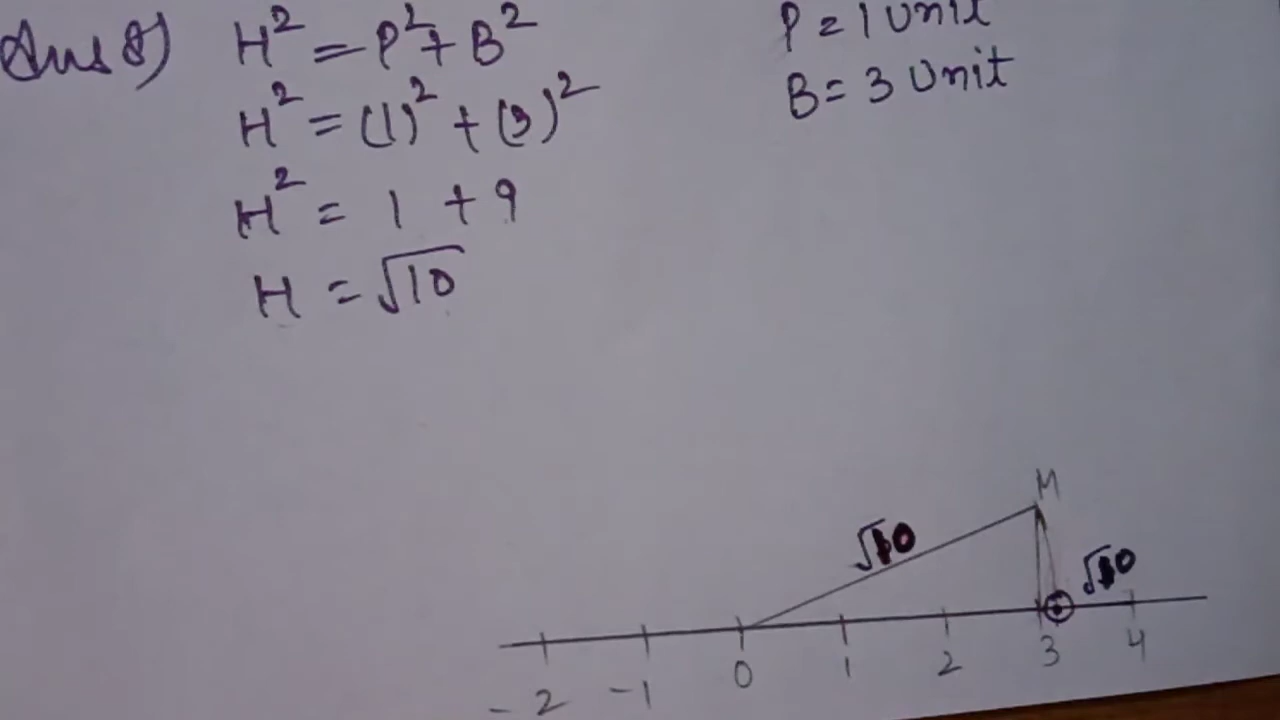 Ans 8) H² = P² + B²
P = 1 Unit
H² = (1)² + (3)²
B = 3 Unit
H² = 1 + 9
H = √10
M
√10
√10
-2 -1 0 1 2 3 4